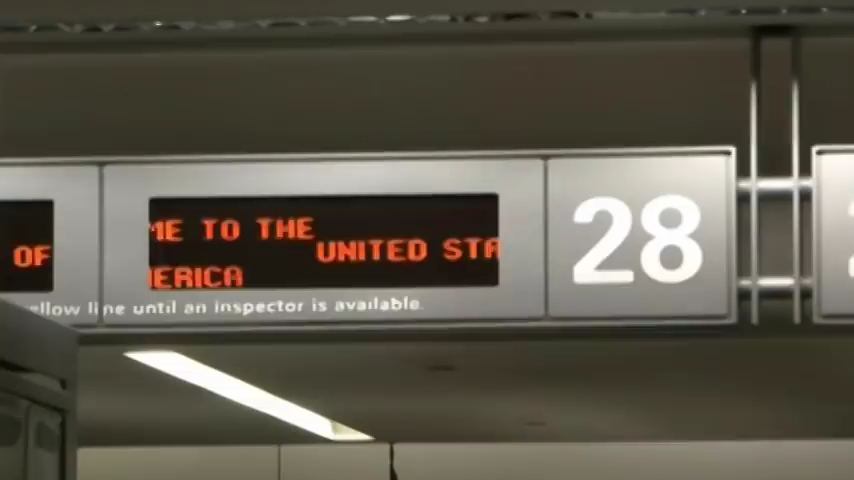 OF
ME TO THE
UNITED STA
ERICA
28
ellow line until an inspector is available.